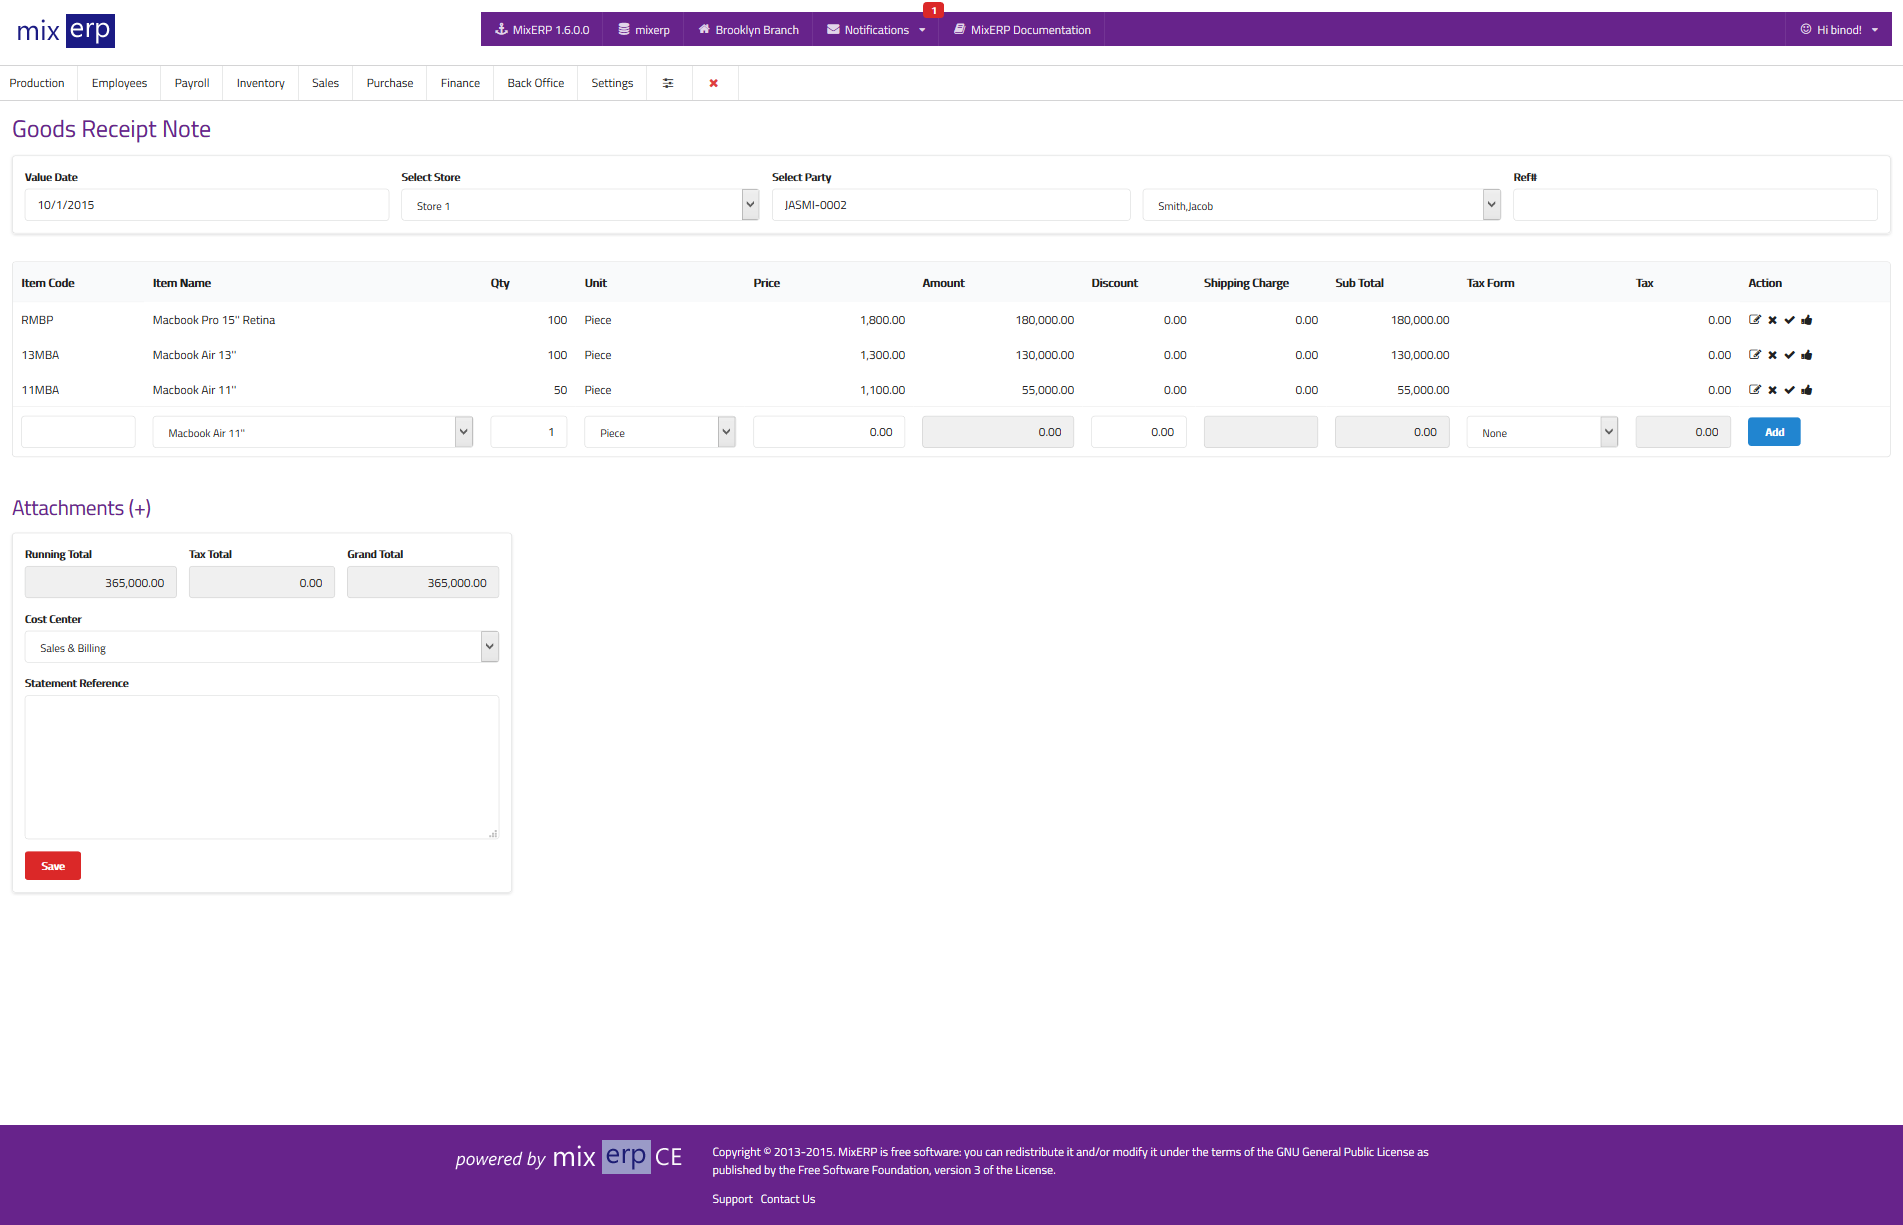 mix erp
MixERP 1.6.0.0 mixerp Brooklyn Branch Notifications 1 MixERP Documentation Hi binod!
Production Employees Payroll Inventory Sales Purchase Finance Back Office Settings
Goods Receipt Note
Value Date Select Store Select Party Ref#
10/1/2015 Store 1 JASMI-0002 Smith,Jacob
Item Code Item Name Qty Unit Price Amount Discount Shipping Charge Sub Total Tax Form Tax Action
RMBP Macbook Pro 15'' Retina 100 Piece 1,800.00 180,000.00 0.00 0.00 180,000.00 0.00
13MBA Macbook Air 13'' 100 Piece 1,300.00 130,000.00 0.00 0.00 130,000.00 0.00
11MBA Macbook Air 11'' 50 Piece 1,100.00 55,000.00 0.00 0.00 55,000.00 0.00
Macbook Air 11'' 1 Piece 0.00 0.00 0.00 0.00 None 0.00 Add
Attachments (+)
Running Total Tax Total Grand Total
365,000.00 0.00 365,000.00
Cost Center
Sales & Billing
Statement Reference
Save
powered by mix erp CE
Copyright © 2013-2015. MixERP is free software: you can redistribute it and/or modify it under the terms of the GNU General Public License as
published by the Free Software Foundation, version 3 of the License.
Support Contact Us